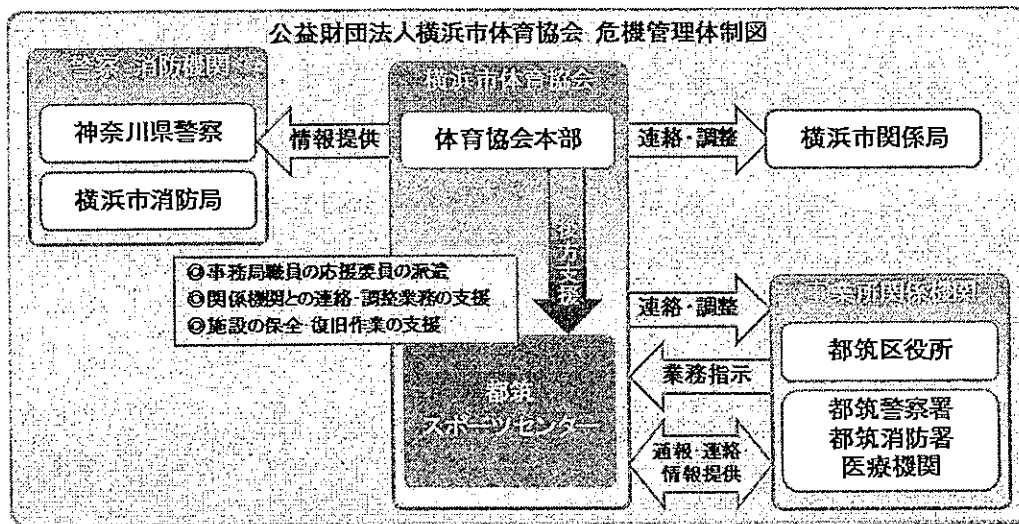 公益財団法人横浜市体育協会 危機管理体制図
警察・消防機関
神奈川県警察
横浜市消防局
情報提供
横浜市体育協会
体育協会本部
連絡・調整
横浜市関係局
後方支援
❶事務局職員の応援要員の派遣
❷関係機関との連絡・調整業務の支援
❸施設の保全・復旧作業の支援
都筑
スポーツセンター
連絡・調整
業務指示
通報・連絡・
情報提供
事業所関係機関
都筑区役所
都筑警察署
都筑消防署
医療機関